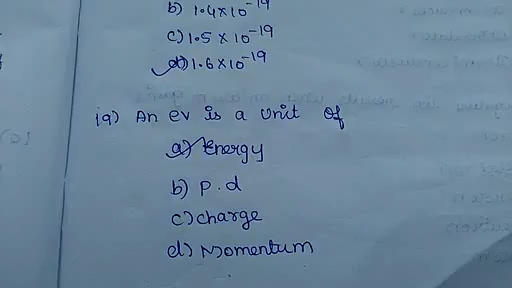 b) 1.4×10⁻¹⁹
c) 1.5 × 10⁻¹⁹
d) 1.6×10⁻¹⁹
19) An ev is a unit of
a) Energy
b) P.d
c) charge
d) Momentum